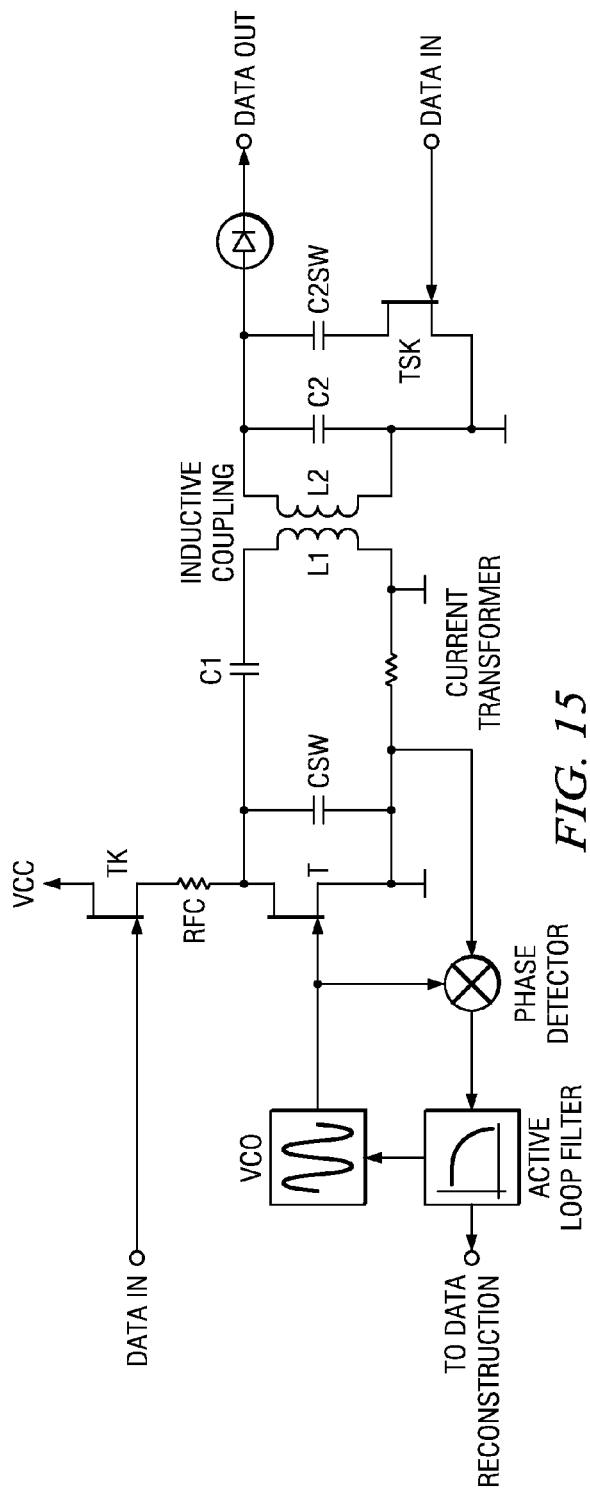 VCC
TK
DATA IN
RFC
C1
INDUCTIVE
COUPLING
DATA OUT
VCO
T
CSW
L1
L2
C2
C2SW
TSK
DATA IN
TO DATA
RECONSTRUCTION
ACTIVE
LOOP FILTER
PHASE
DETECTOR
CURRENT
TRANSFORMER
FIG. 15